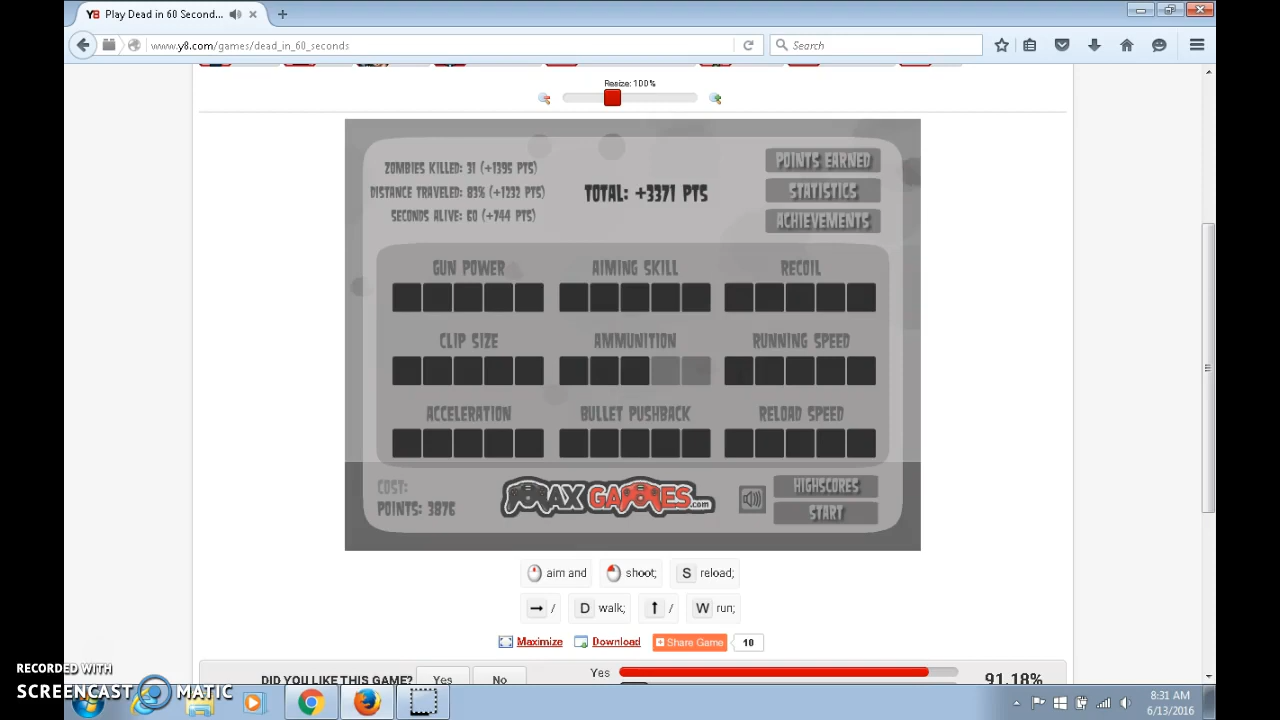 Y8 Play Dead in 60 Second...
www.y8.com/games/dead_in_60_seconds
Search
Resize: 100%
ZOMBIES KILLED: 31 (+1395 PTS)
DISTANCE TRAVELED: 83% (+1232 PTS)
SECONDS ALIVE: 60 (+744 PTS)
TOTAL: +3371 PTS
POINTS EARNED
STATISTICS
ACHIEVEMENTS
GUN POWER AIMING SKILL RECOIL
CLIP SIZE AMMUNITION RUNNING SPEED
ACCELERATION BULLET PUSHBACK RELOAD SPEED
COST:
POINTS: 3876
MAX GAMES.com
HIGHSCORES
START
aim and shoot; S reload;
/ D walk; / W run;
Maximize Download Share Game 18
DID YOU LIKE THIS GAME? Yes No Yes 91.18%
RECORDED WITH
SCREENCAST MATIC
8:31 AM
6/13/2016